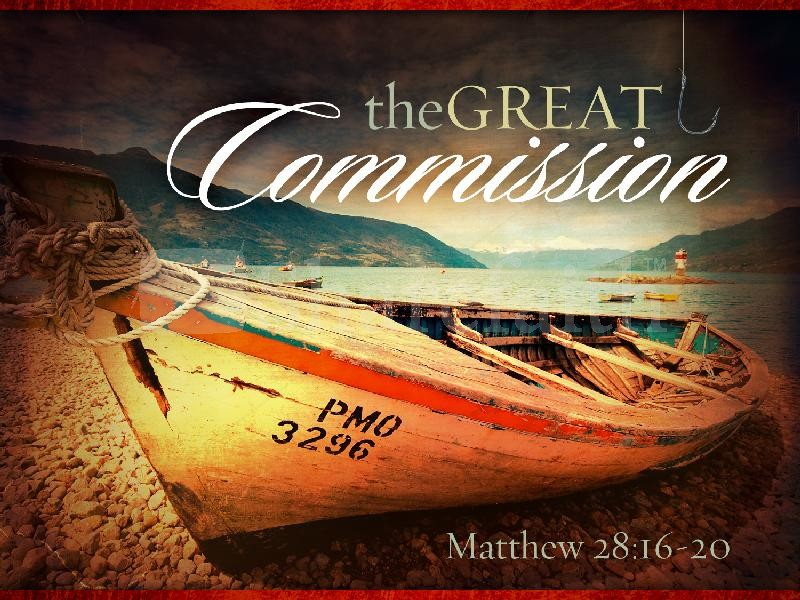 theGREAT
Commission
PMO
3296
Matthew 28:16-20